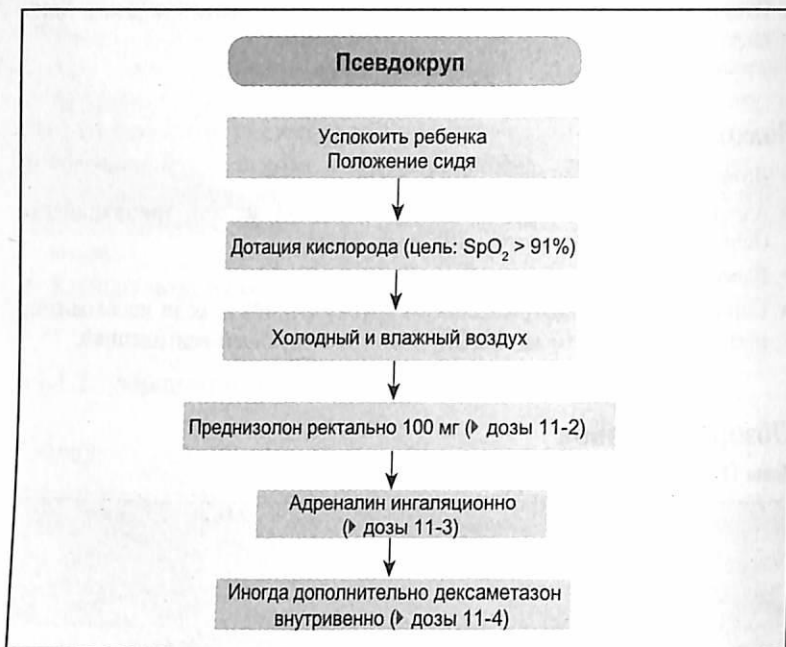 Псевдокруп
Успокоить ребенка
Положение сидя
Дотация кислорода (цель: SpO₂ > 91%)
Холодный и влажный воздух
Преднизолон ректально 100 мг (▶ дозы 11-2)
Адреналин ингаляционно
(▶ дозы 11-3)
Иногда дополнительно дексаметазон
внутривенно (▶ дозы 11-4)